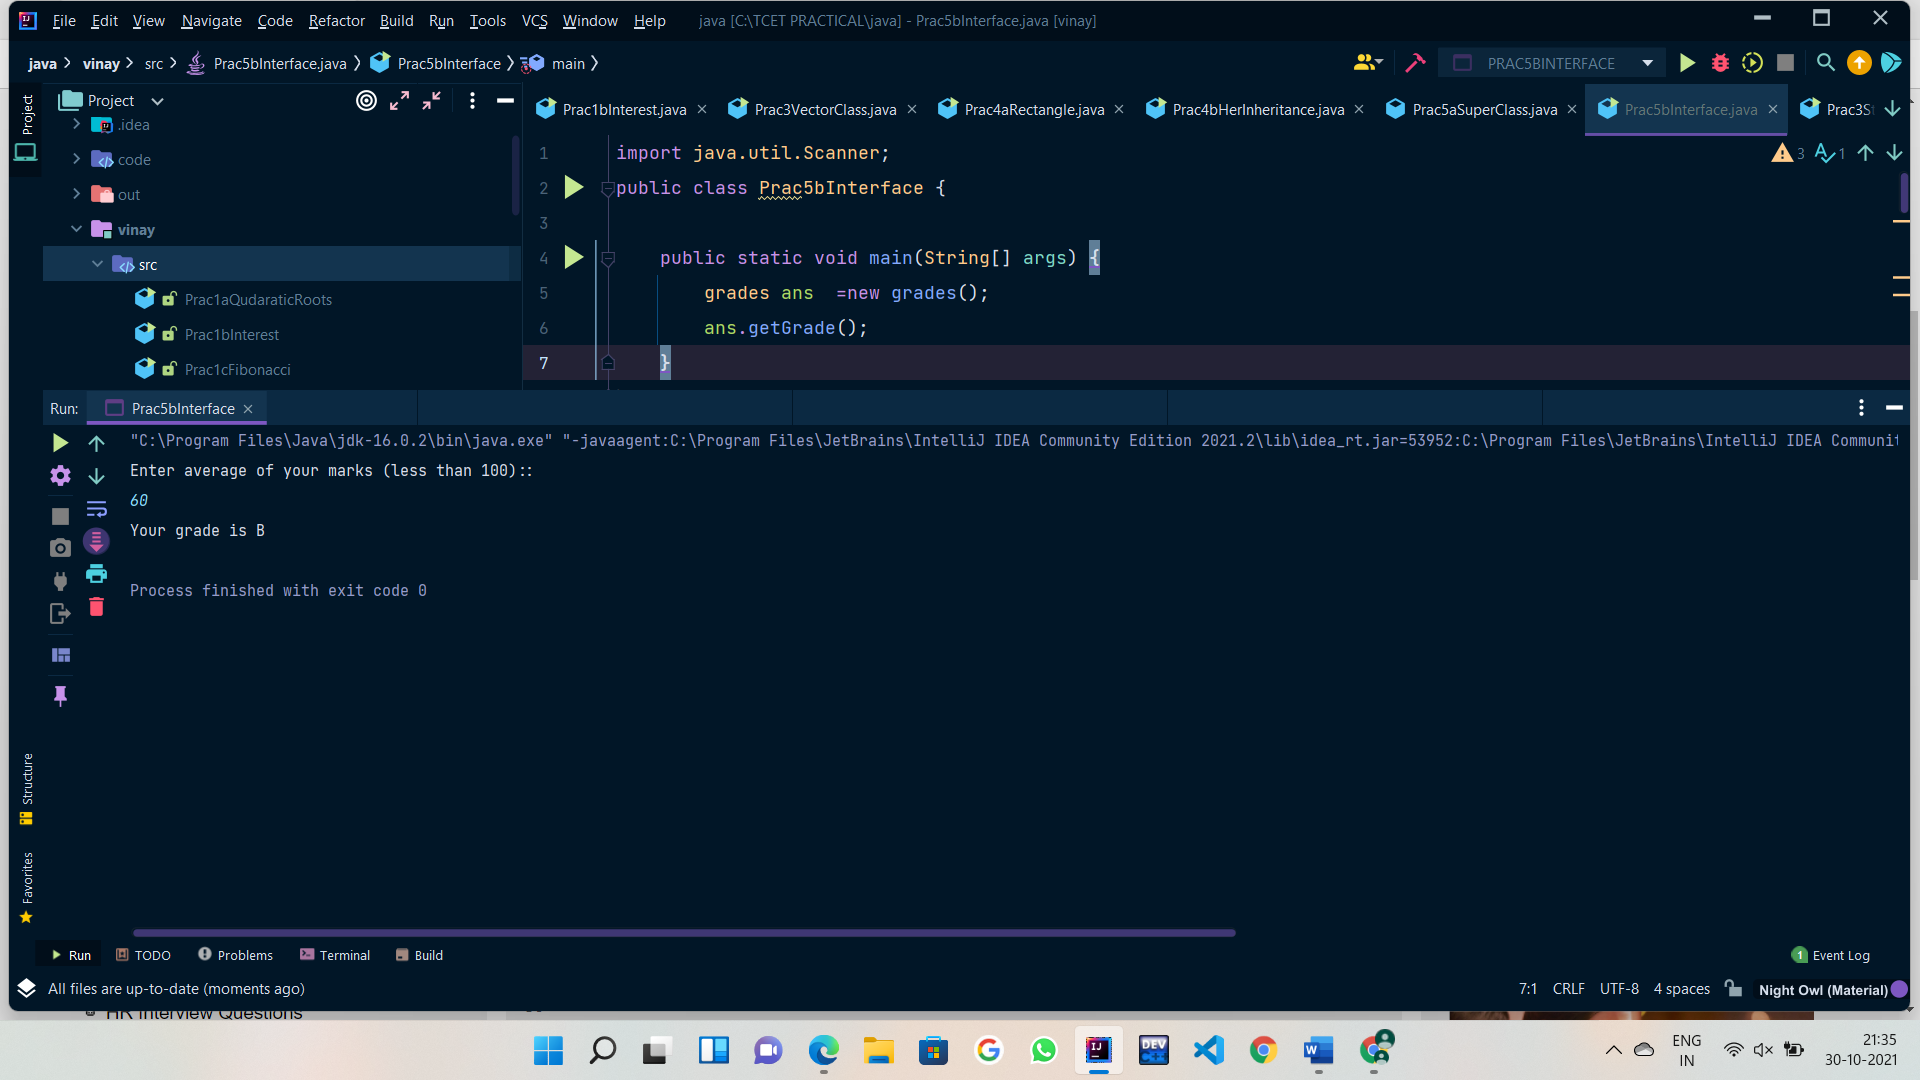 File Edit View Navigate Code Refactor Build Run Tools VCS Window Help java [C:\TCET PRACTICAL\java] - Prac5bInterface.java [vinay]
java vinay src Prac5bInterface.java Prac5bInterface main PRAC5BINTERFACE
Project
Project
.idea
code
out
vinay
src
Prac1aQudaraticRoots
Prac1bInterest
Prac1cFibonacci
Prac1bInterest.java Prac3VectorClass.java Prac4aRectangle.java Prac4bHerInheritance.java Prac5aSuperClass.java Prac5bInterface.java
3 1
1 import java.util.Scanner;
2 public class Prac5bInterface {
3
4 public static void main(String[] args) {
5 grades ans  =new grades();
6 ans.getGrade();
7 }
Run: Prac5bInterface
"C:\Program Files\Java\jdk-16.0.2\bin\java.exe" "-javaagent:C:\Program Files\JetBrains\IntelliJ IDEA Community Edition 2021.2\lib\idea_rt.jar=53952:C:\Program Files\JetBrains\IntelliJ IDEA Communit
Enter average of your marks (less than 100)::
60
Your grade is B
Process finished with exit code 0
Structure
Favorites
Run TODO Problems Terminal Build 1 Event Log
All files are up-to-date (moments ago) 7:1 CRLF UTF-8 4 spaces Night Owl (Material)
HR Interview Questions
ENG
IN
21:35
30-10-2021